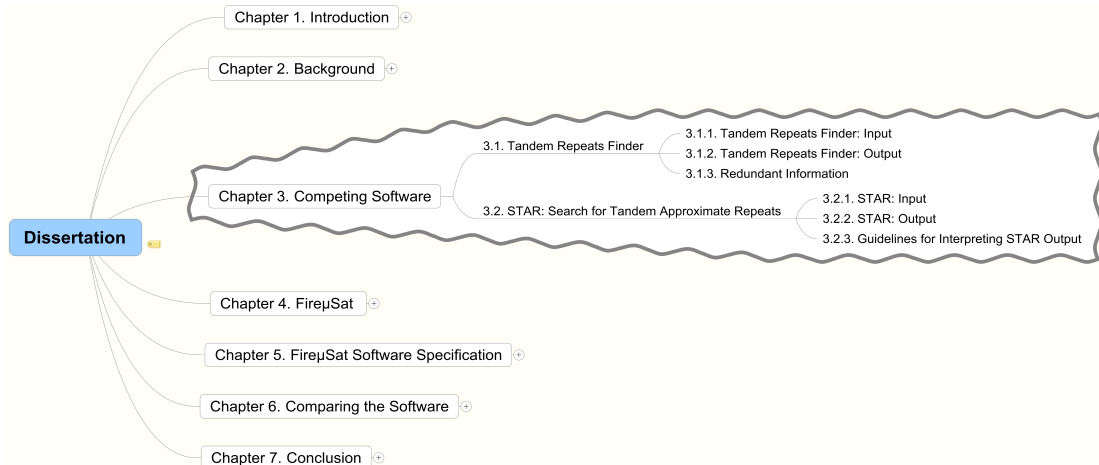 Dissertation
Chapter 1. Introduction
Chapter 2. Background
Chapter 3. Competing Software
3.1. Tandem Repeats Finder
3.1.1. Tandem Repeats Finder: Input
3.1.2. Tandem Repeats Finder: Output
3.1.3. Redundant Information
3.2. STAR: Search for Tandem Approximate Repeats
3.2.1. STAR: Input
3.2.2. STAR: Output
3.2.3. Guidelines for Interpreting STAR Output
Chapter 4. FireµSat
Chapter 5. FireµSat Software Specification
Chapter 6. Comparing the Software
Chapter 7. Conclusion